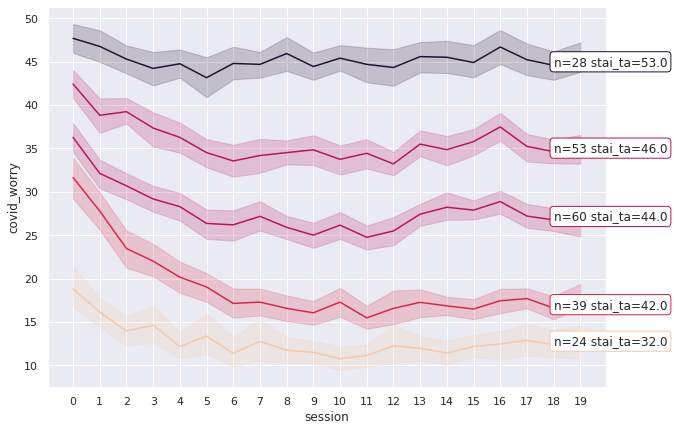 50
45
40
35
30
25
20
15
10
covid_worry
n=28 stai_ta=53.0
n=53 stai_ta=46.0
n=60 stai_ta=44.0
n=39 stai_ta=42.0
n=24 stai_ta=32.0
0 1 2 3 4 5 6 7 8 9 10 11 12 13 14 15 16 17 18 19
session